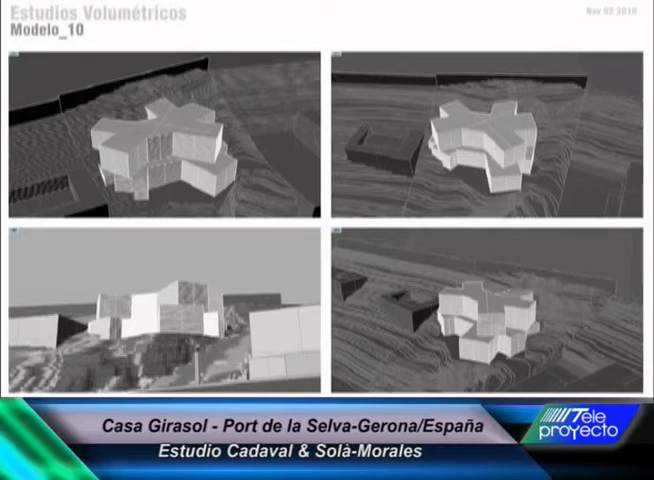 Estudios Volumétricos
Nov 02 2010
Modelo_10
Casa Girasol - Port de la Selva-Gerona/España
Estudio Cadaval & Solà-Morales
Tele
proyecto